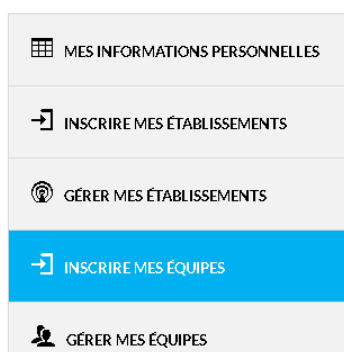 MES INFORMATIONS PERSONNELLES
INSCRIRE MES ÉTABLISSEMENTS
GÉRER MES ÉTABLISSEMENTS
INSCRIRE MES ÉQUIPES
GÉRER MES ÉQUIPES